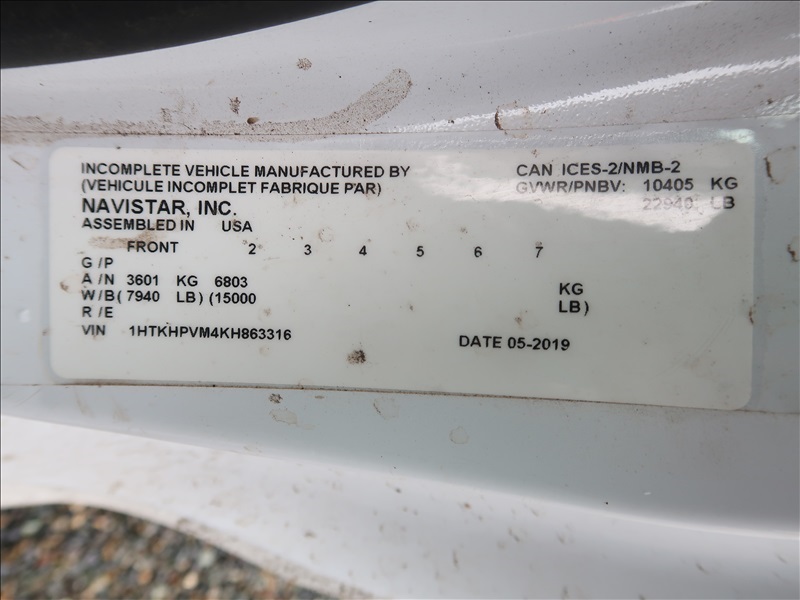 INCOMPLETE VEHICLE MANUFACTURED BY
(VEHICULE INCOMPLET FABRIQUE PAR)
NAVISTAR, INC.
ASSEMBLED IN USA
CAN ICES-2/NMB-2
GVWR/PNBV: 10405 KG
22940 LB
FRONT 2 3 4 5 6 7
G /P
A /N 3601 KG 6803 KG
W/B( 7940 LB) (15000 LB)
R /E
VIN 1HTKHPVM4KH863316
DATE 05-2019